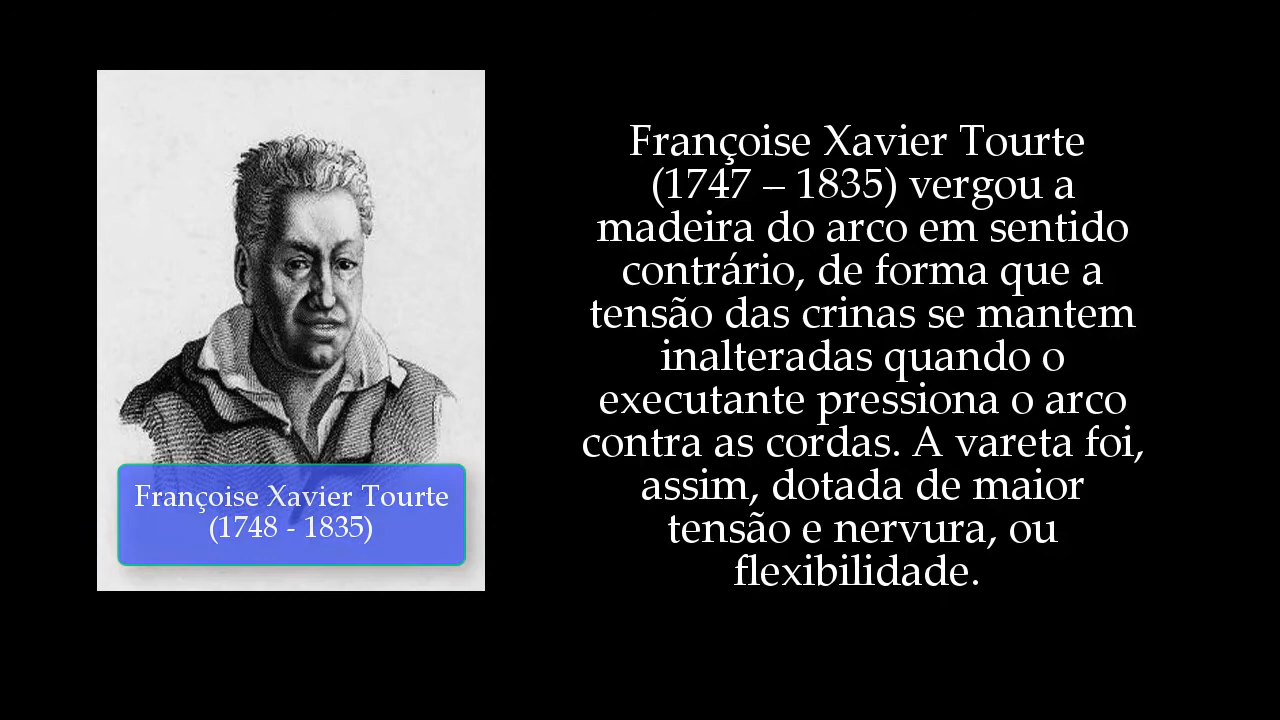 Françoise Xavier Tourte
(1748 - 1835)
Françoise Xavier Tourte
(1747 – 1835) vergou a
madeira do arco em sentido
contrário, de forma que a
tensão das crinas se mantem
inalteradas quando o
executante pressiona o arco
contra as cordas. A vareta foi,
assim, dotada de maior
tensão e nervura, ou
flexibilidade.